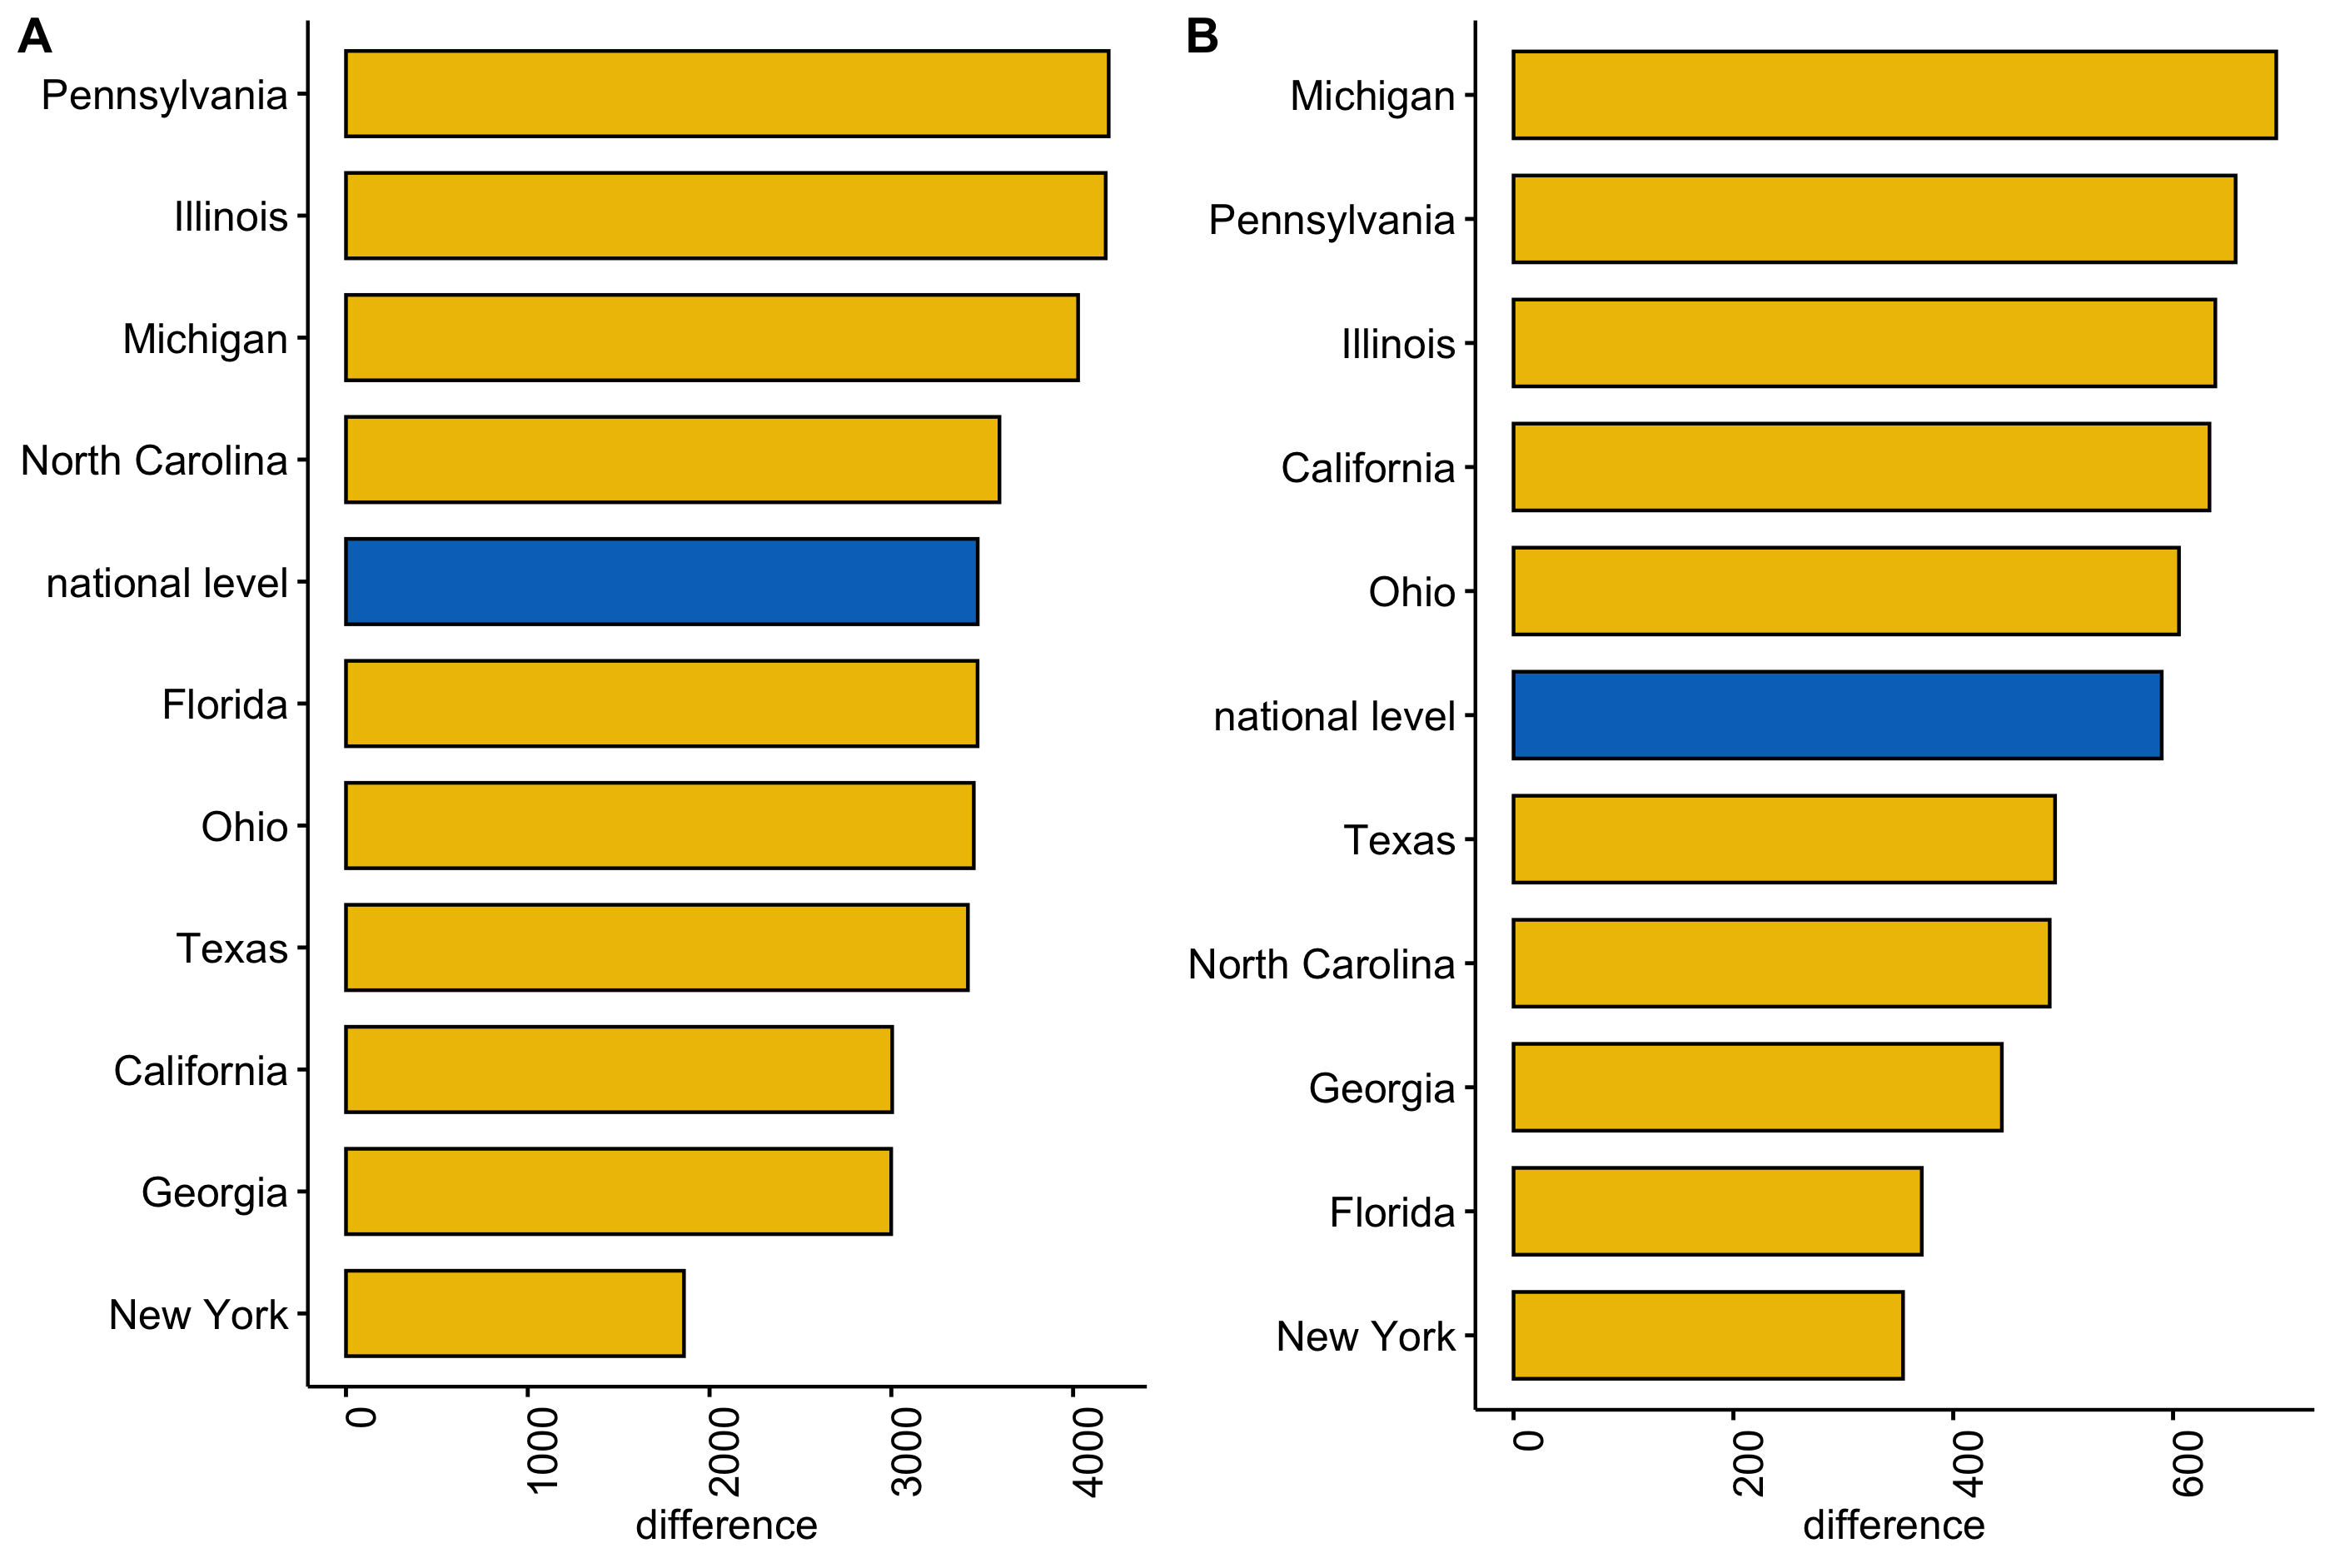 A
Pennsylvania
Illinois
Michigan
North Carolina
national level
Florida
Ohio
Texas
California
Georgia
New York
0
1000
2000
3000
4000
difference
B
Michigan
Pennsylvania
Illinois
California
Ohio
national level
Texas
North Carolina
Georgia
Florida
New York
0
200
400
600
difference